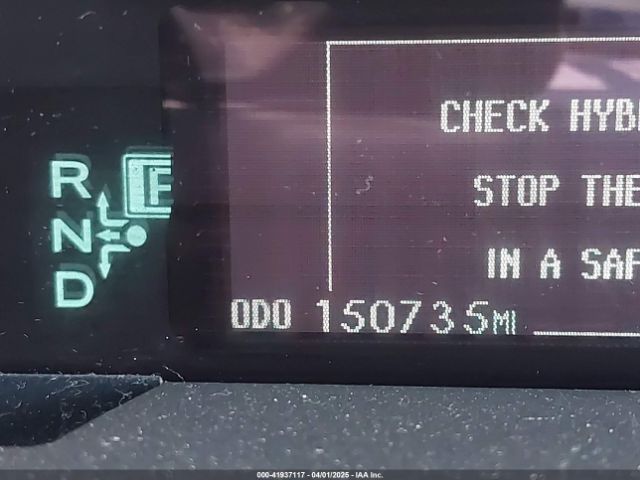 CHECK HYB
STOP THE
IN A SAF
R
N
D
ODO 150735MI
000-41937117 - 04/01/2025 - IAA Inc.